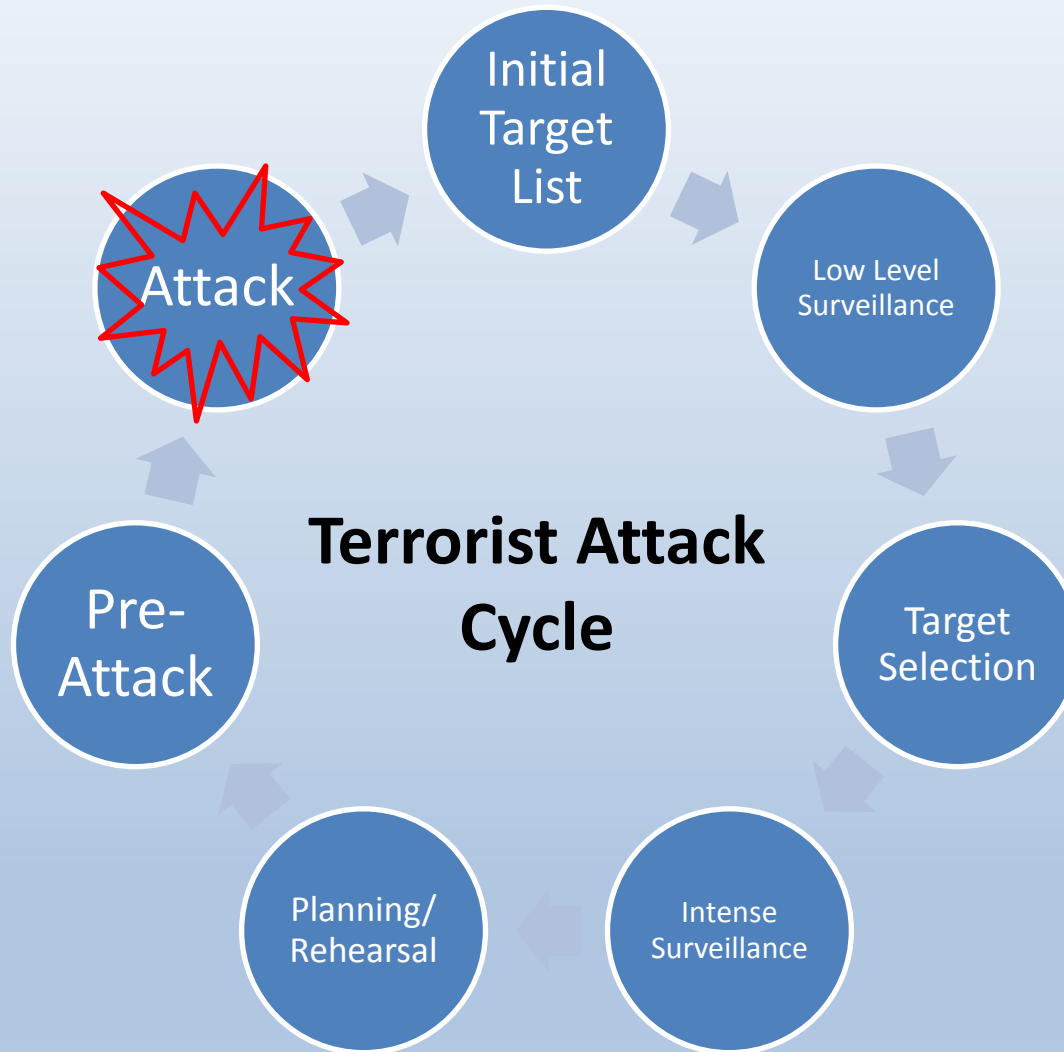 Initial
Target
List
Low Level
Surveillance
Target
Selection
Intense
Surveillance
Planning/
Rehearsal
Pre-
Attack
Attack
Terrorist Attack
Cycle